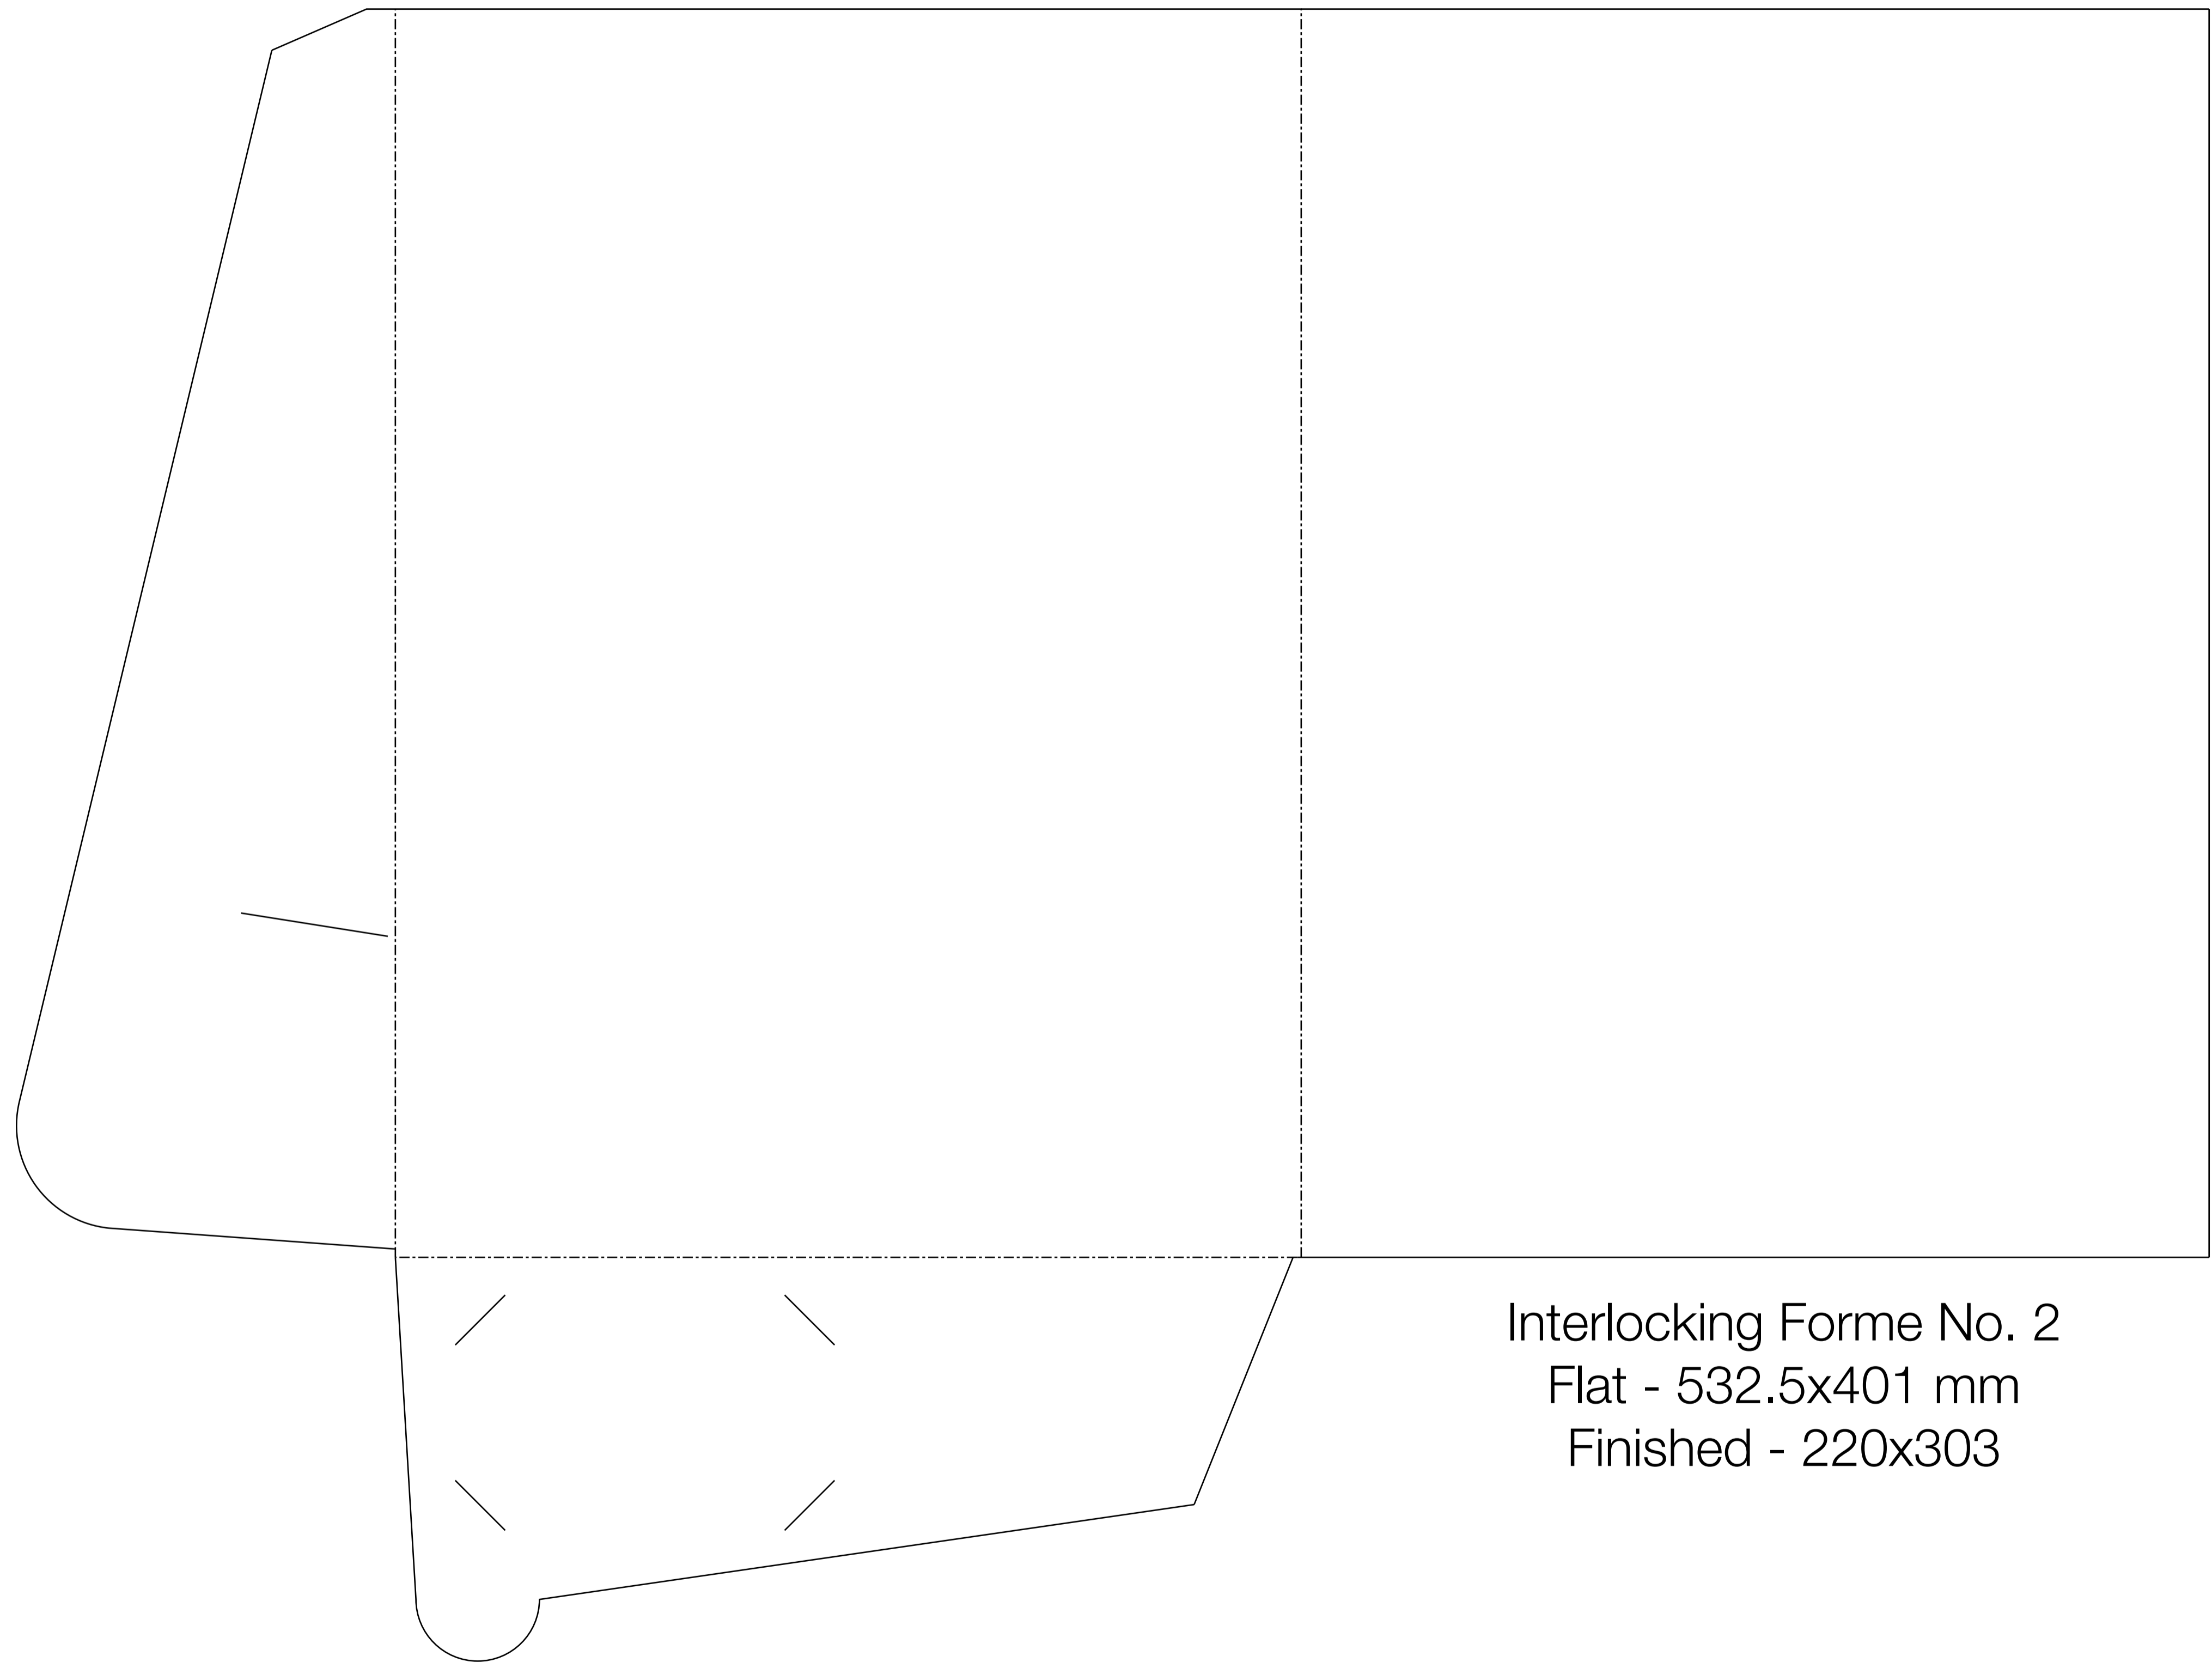 Interlocking Forme No. 2
Flat - 532.5x401 mm
Finished - 220x303